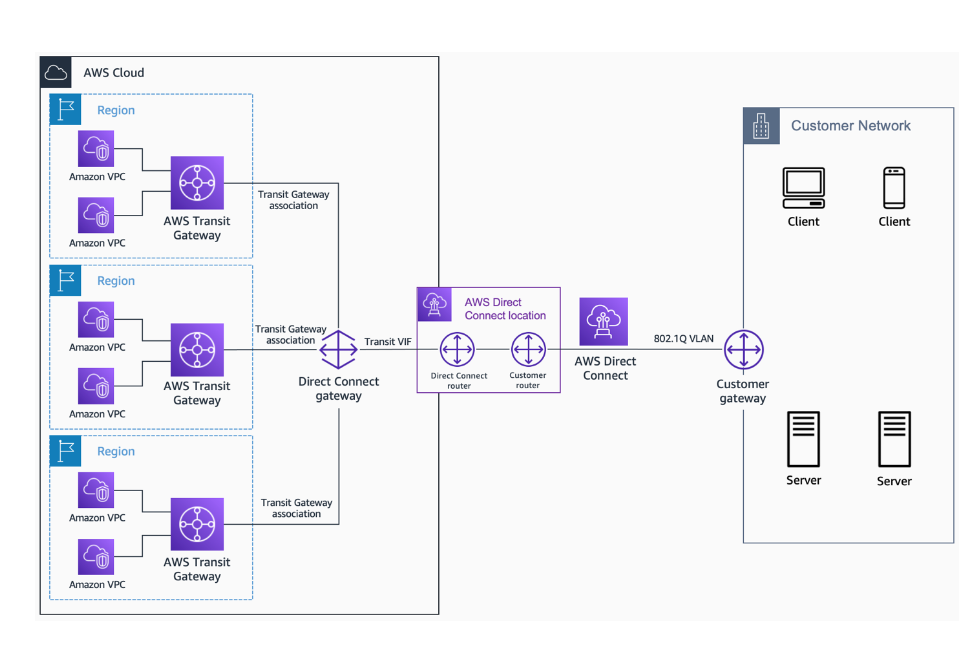 AWS Cloud
Region
Amazon VPC
Amazon VPC
AWS Transit
Gateway
Transit Gateway
association
Region
Amazon VPC
Amazon VPC
AWS Transit
Gateway
Transit Gateway
association
Region
Amazon VPC
Amazon VPC
AWS Transit
Gateway
Transit Gateway
association
Direct Connect
gateway
Transit VIF
AWS Direct
Connect location
Direct Connect
router
Customer
router
AWS Direct
Connect
802.1Q VLAN
Customer
gateway
Customer Network
Client
Client
Server
Server